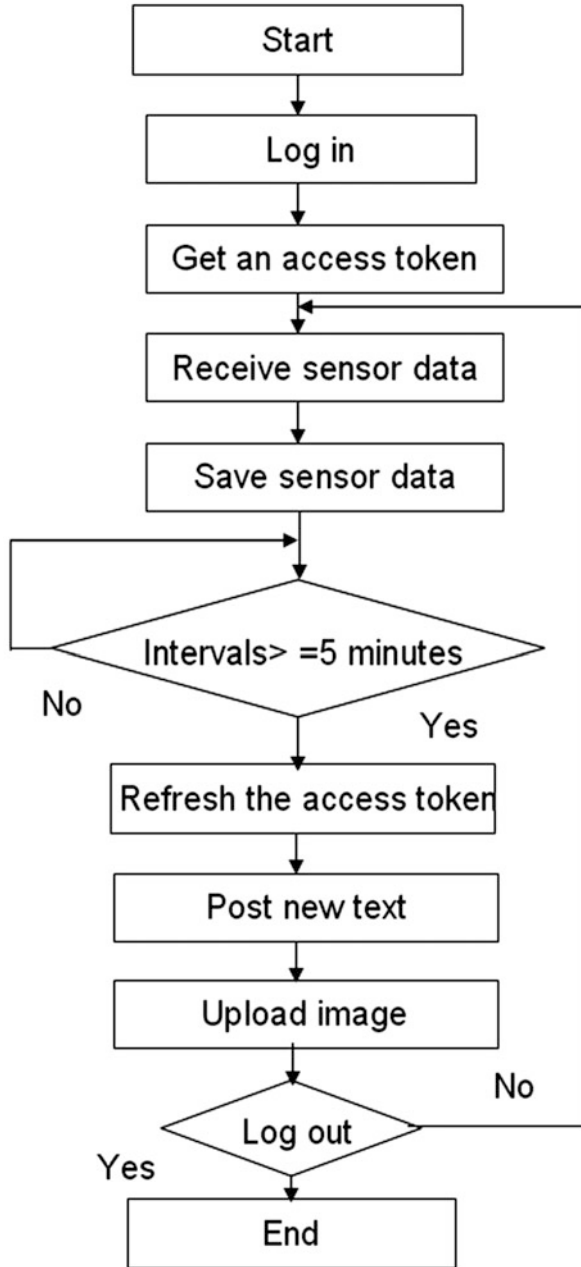 Start
Log in
Get an access token
Receive sensor data
Save sensor data
Intervals> =5 minutes
No
Yes
Refresh the access token
Post new text
Upload image
No
Log out
Yes
End